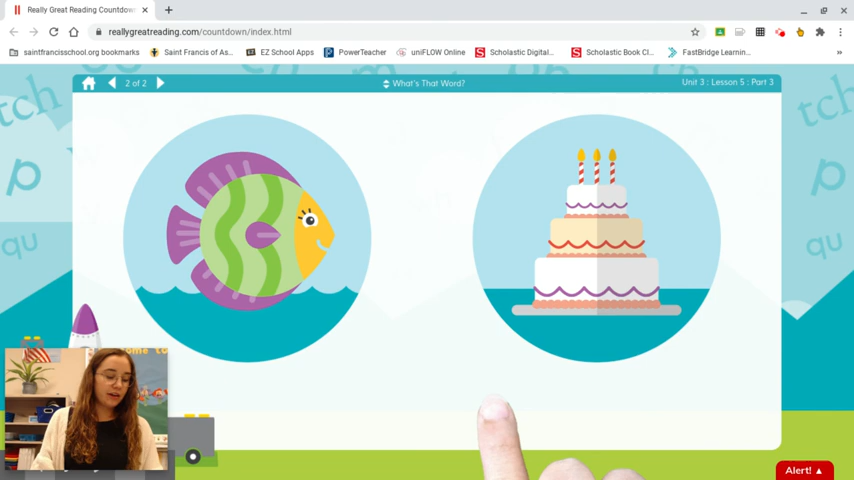 Really Great Reading Countdown
reallygreatreading.com/countdown/index.html
saintfrancisschool.org bookmarks
Saint Francis of As...
EZ School Apps
PowerTeacher
uniFLOW Online
Scholastic Digital...
Scholastic Book Cl...
FastBridge Learnin...
2 of 2
What's That Word?
Unit 3 : Lesson 5 : Part 3
tch
tch
p
p
qu
qu
Alert! ▲